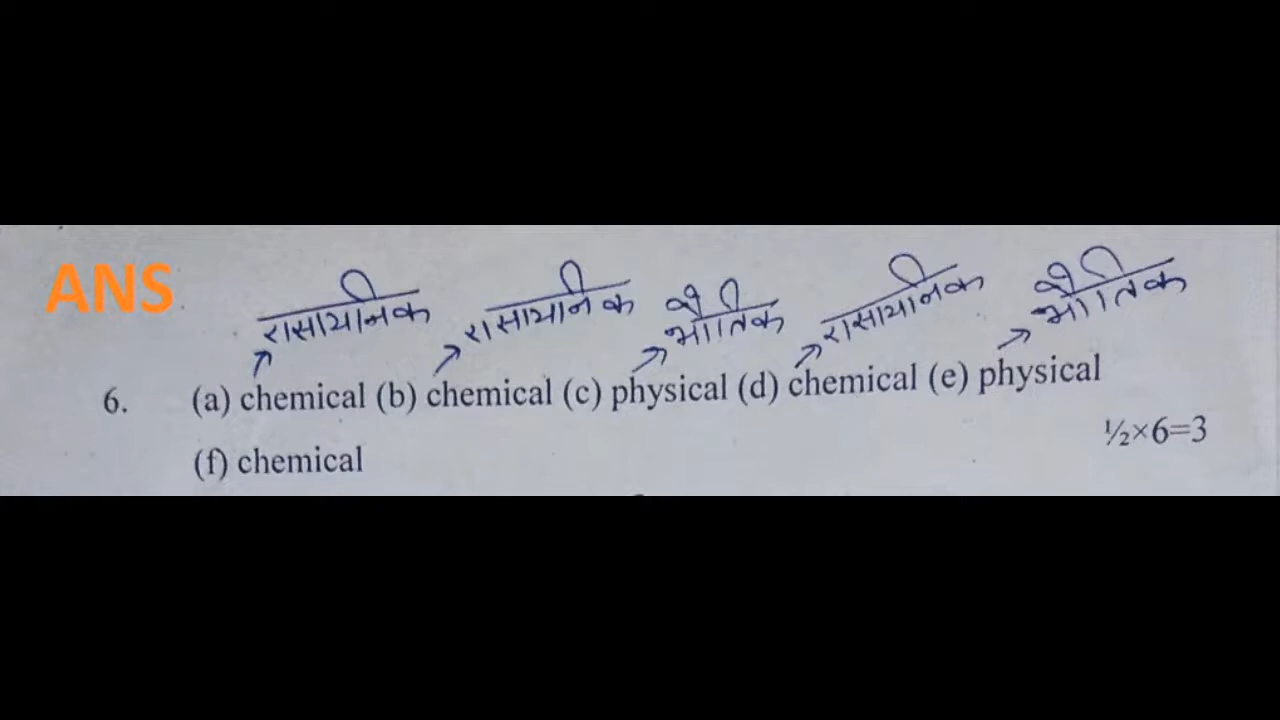 ANS
रासायनिक रासायनिक भौतिक रासायनिक भौतिक
6. (a) chemical (b) chemical (c) physical (d) chemical (e) physical
½×6=3
(f) chemical